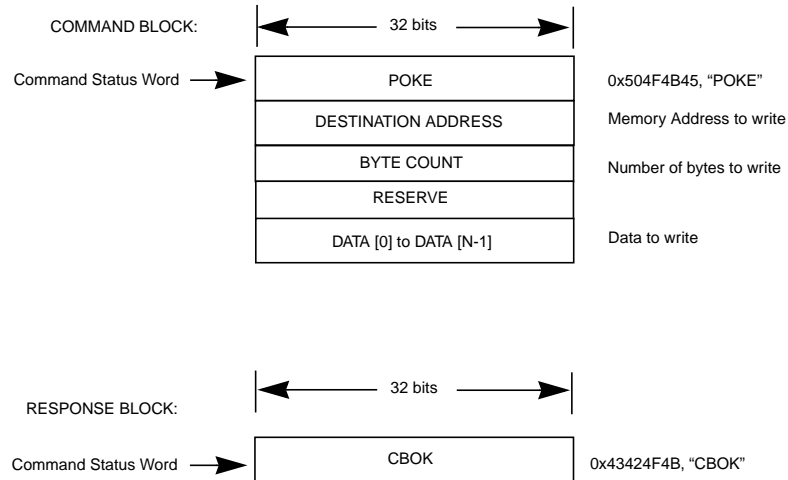 COMMAND BLOCK:
32 bits
Command Status Word
POKE
0x504F4B45, “POKE”
DESTINATION ADDRESS
Memory Address to write
BYTE COUNT
Number of bytes to write
RESERVE
DATA [0] to DATA [N-1]
Data to write
32 bits
RESPONSE BLOCK:
Command Status Word
CBOK
0x43424F4B, “CBOK”